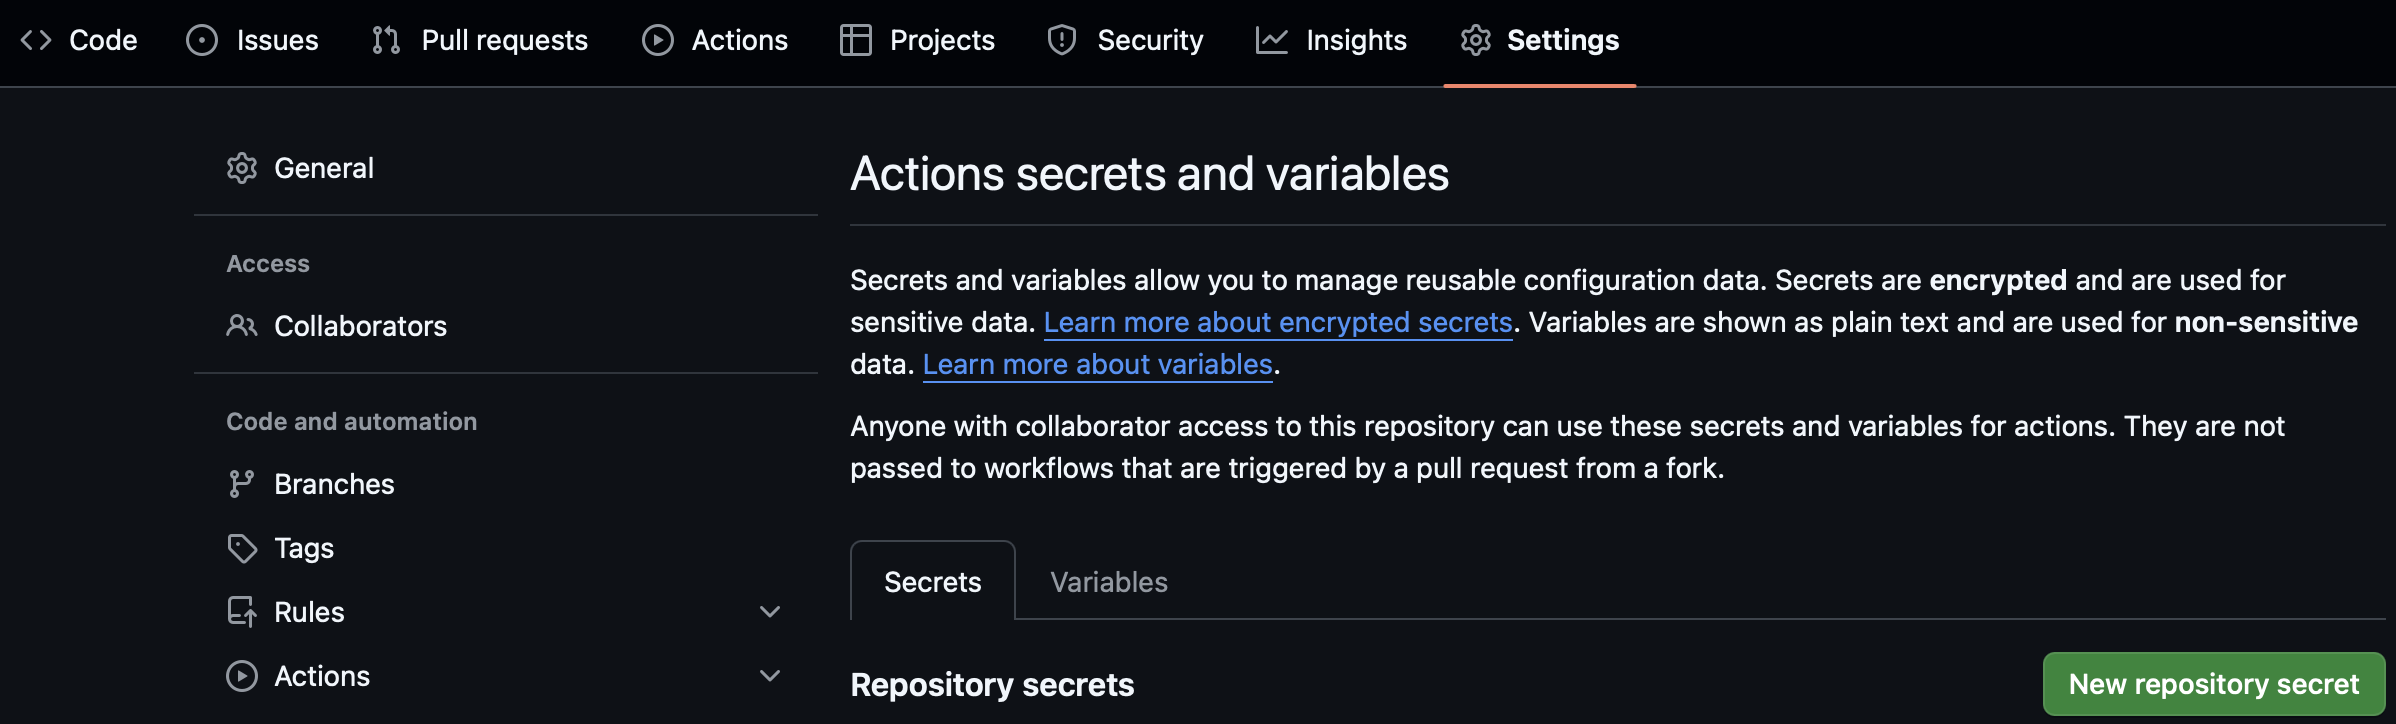 Code Issues Pull requests Actions Projects Security Insights Settings
General
Access
Collaborators
Code and automation
Branches
Tags
Rules
Actions
Actions secrets and variables
Secrets and variables allow you to manage reusable configuration data. Secrets are encrypted and are used for
sensitive data. Learn more about encrypted secrets. Variables are shown as plain text and are used for non-sensitive
data. Learn more about variables.
Anyone with collaborator access to this repository can use these secrets and variables for actions. They are not
passed to workflows that are triggered by a pull request from a fork.
Secrets Variables
Repository secrets New repository secret